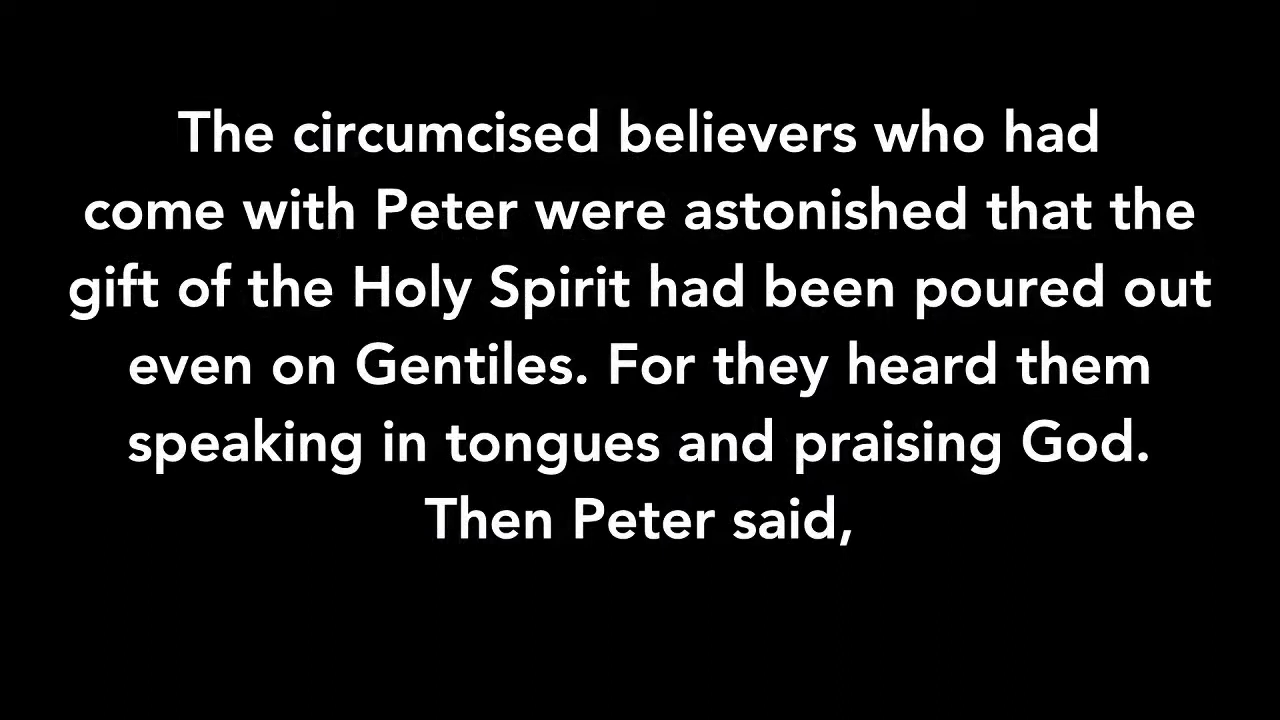 The circumcised believers who had
come with Peter were astonished that the
gift of the Holy Spirit had been poured out
even on Gentiles. For they heard them
speaking in tongues and praising God.
Then Peter said,